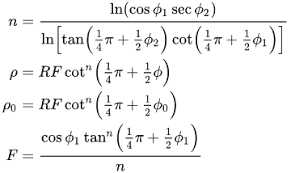 n = ln(cos ϕ₁ sec ϕ₂) / ln[tan(¼π + ½ϕ₂) cot(¼π + ½ϕ₁)]
ρ = RF cotⁿ(¼π + ½ϕ)
ρ₀ = RF cotⁿ(¼π + ½ϕ₀)
F = cos ϕ₁ tanⁿ(¼π + ½ϕ₁) / n